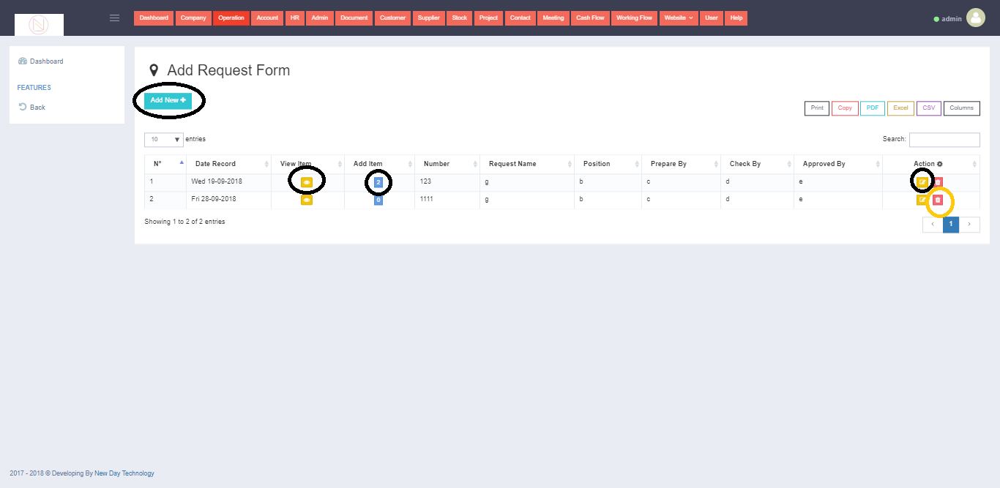 Dashboard Company Operation Account HR Admin Document Customer Supplier Stock Project Contact Meeting Cash Flow Working Flow Website User Help
admin
Dashboard
FEATURES
Back
Add Request Form
Add New
Print Copy PDF Excel CSV Columns
10 entries
Search:
N° Date Record View Item Add Item Number Request Name Position Prepare By Check By Approved By Action
1 Wed 19-09-2018 2 123 g b c d e
2 Fri 28-09-2018 0 1111 g b c d e
Showing 1 to 2 of 2 entries
‹ 1 ›
2017 - 2018 © Developing By New Day Technology